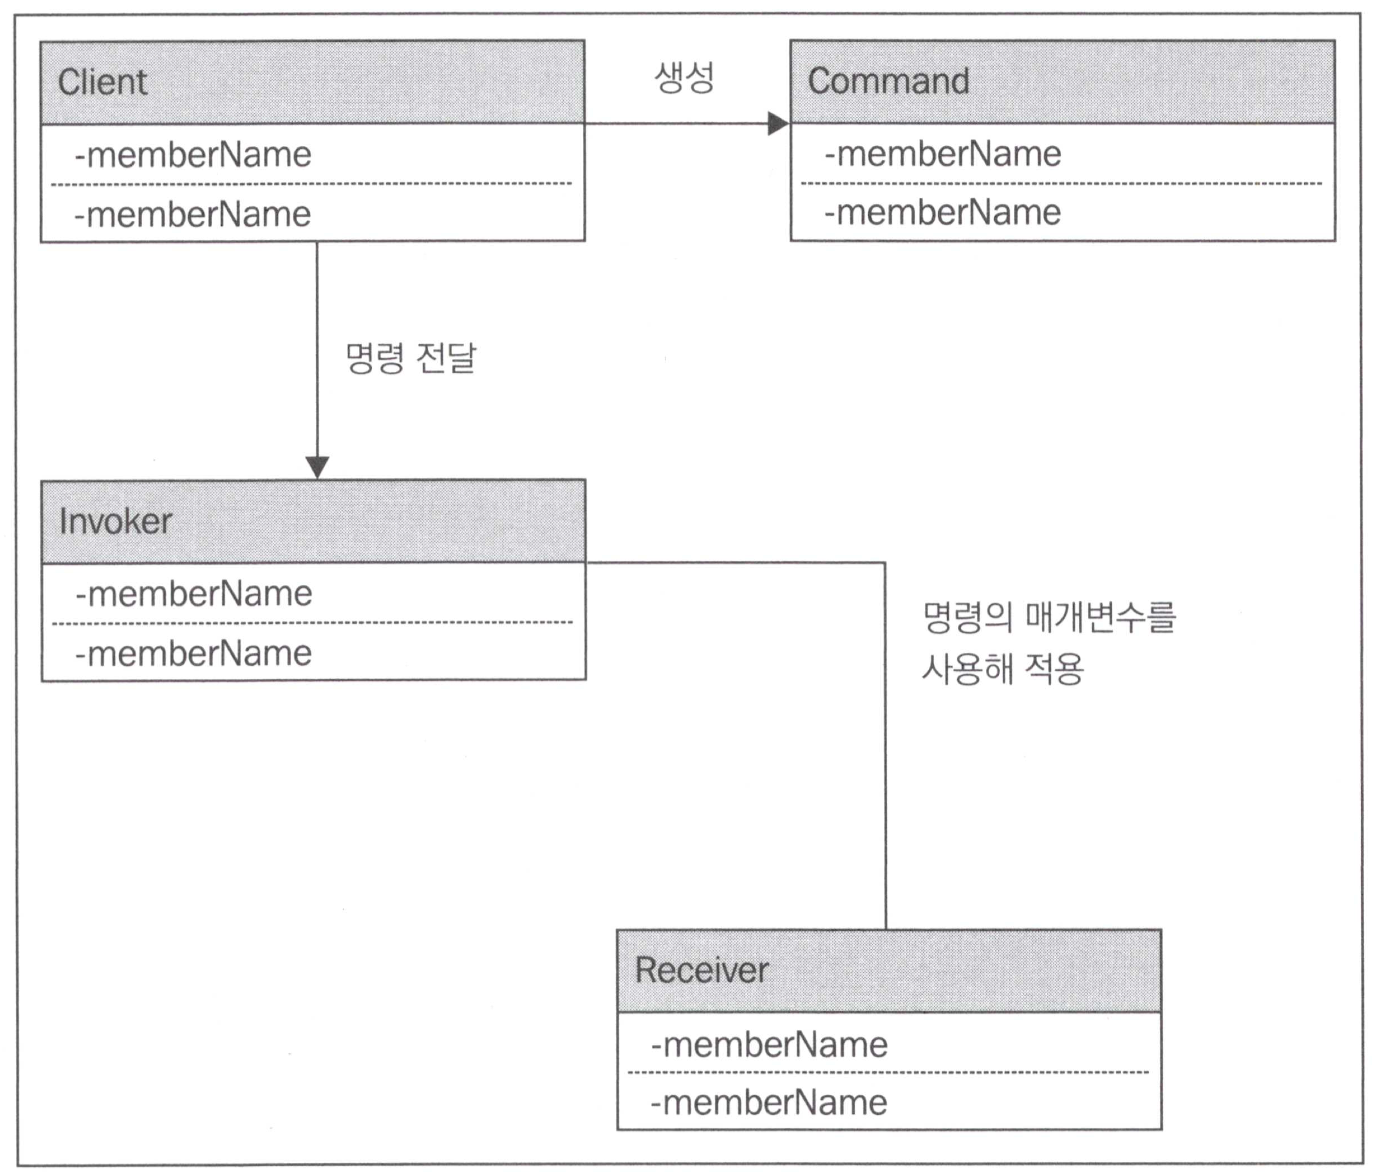 Client
-memberName
-memberName
생성
Command
-memberName
-memberName
명령 전달
Invoker
-memberName
-memberName
명령의 매개변수를
사용해 적용
Receiver
-memberName
-memberName